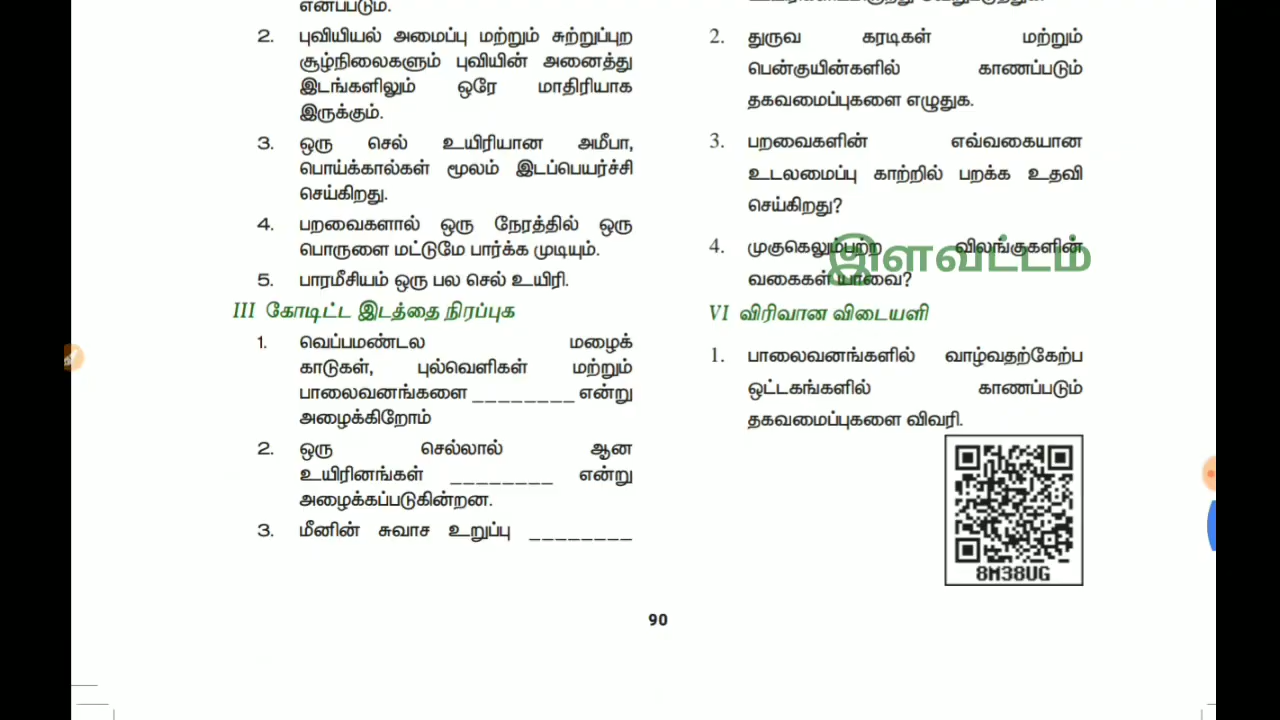 என்பபடும்.
2. புவியியல் அமைப்பு மற்றும் சுற்றுப்புற
சூழ்நிலைகளும் புவியின் அனைத்து
இடங்களிலும் ஒரே மாதிரியாக
இருக்கும்.
3. ஒரு செல் உயிரியான அமீபா,
பொய்க்கால்கள் மூலம் இடப்பெயர்ச்சி
செய்கிறது.
4. பறவைகளால் ஒரு நேரத்தில் ஒரு
பொருளை மட்டுமே பார்க்க முடியும்.
5. பாரமீசியம் ஒரு பல செல் உயிரி.
III கோடிட்ட இடத்தை நிரப்புக
1. வெப்பமண்டல மழைக்
காடுகள், புல்வெளிகள் மற்றும்
பாலைவனங்களை ________ என்று
அழைக்கிறோம்
2. ஒரு செல்லால் ஆன
உயிரினங்கள் ________ என்று
அழைக்கப்படுகின்றன.
3. மீனின் சுவாச உறுப்பு ________
2. துருவ கரடிகள் மற்றும்
பென்குயின்களில் காணப்படும்
தகவமைப்புகளை எழுதுக.
3. பறவைகளின் எவ்வகையான
உடலமைப்பு காற்றில் பறக்க உதவி
செய்கிறது?
4. முதுகெலும்பற்ற விலங்குகளின்
வகைகள் யாவை?
இளவட்டம்
VI விரிவான விடையளி
1. பாலைவனங்களில் வாழ்வதற்கேற்ப
ஒட்டகங்களில் காணப்படும்
தகவமைப்புகளை விவரி.
8M38UG
90